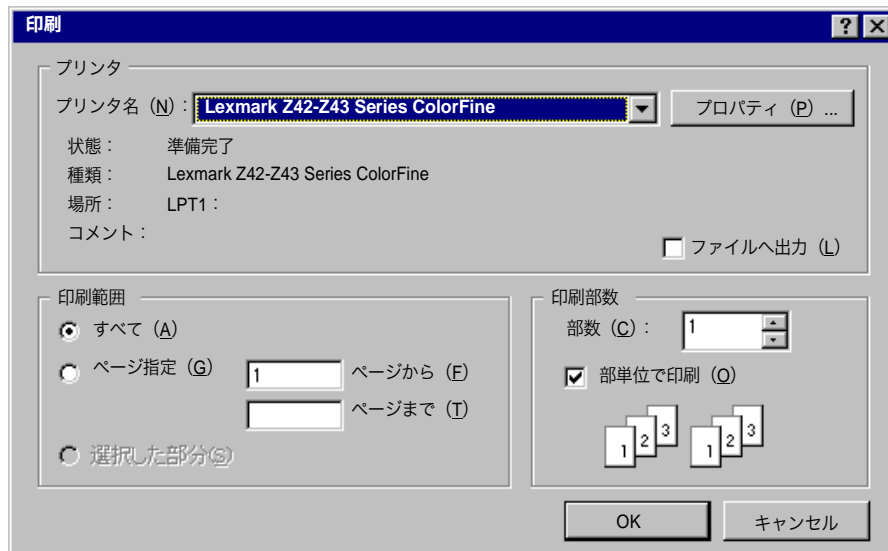 印刷
プリンタ
プリンタ名(N):Lexmark Z42-Z43 Series ColorFine
プロパティ(P)...
状態: 準備完了
種類: Lexmark Z42-Z43 Series ColorFine
場所: LPT1:
コメント:
ファイルへ出力(L)
印刷範囲
すべて(A)
ページ指定(G) 1 ページから(F)
ページまで(T)
選択した部分(S)
印刷部数
部数(C): 1
部単位で印刷(O)
1 2 3 1 2 3
OK キャンセル